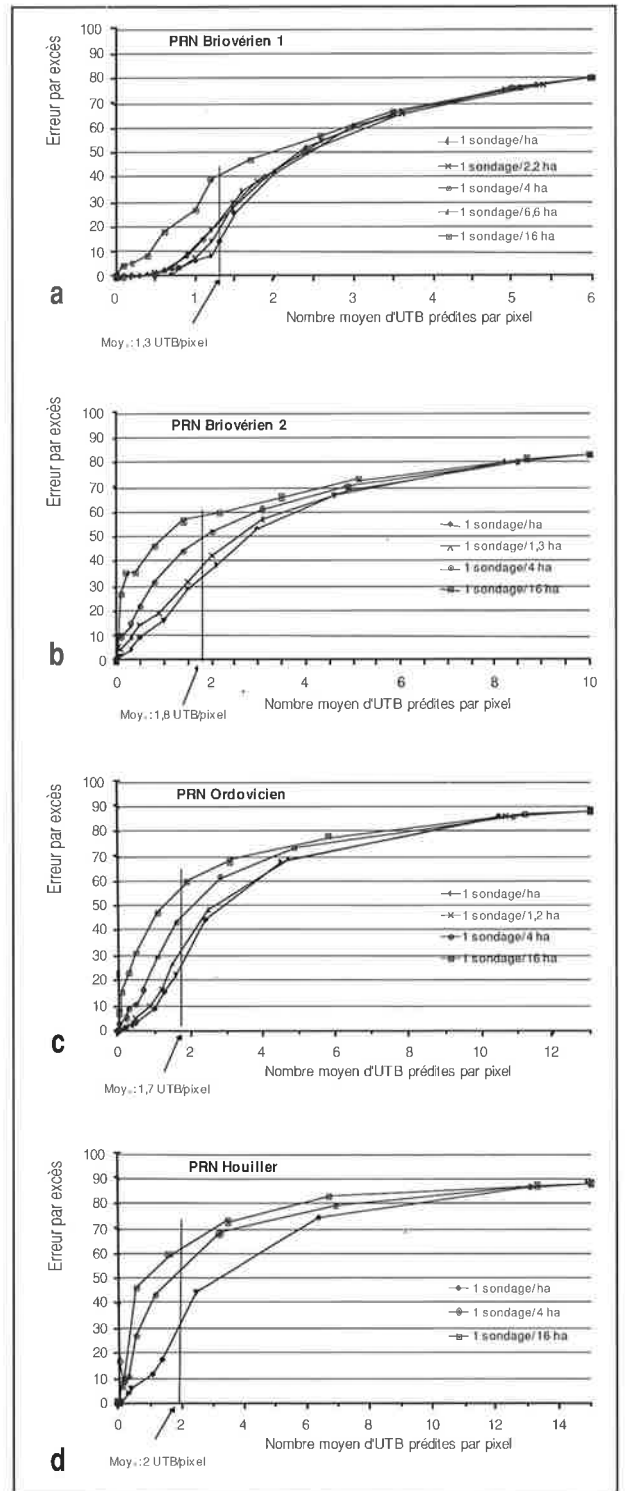 PRN Briovérien 1
Erreur par excès
100
90
80
70
60
50
40
30
20
10
0
1 sondage/ha
1 sondage/2,2 ha
1 sondage/4 ha
1 sondage/6,6 ha
1 sondage/16 ha
0 1 2 3 4 5 6
a
Nombre moyen d'UTB prédites par pixel
Moy.:1,3 UTB/pixel
PRN Briovérien 2
Erreur par excès
100
90
80
70
60
50
40
30
20
10
0
1 sondage/ha
1 sondage/1,3 ha
1 sondage/4 ha
1 sondage/16 ha
0 2 4 6 8 10
b
Nombre moyen d'UTB prédites par pixel
Moy.:1,8 UTB/pixel
PRN Ordovicien
Erreur par excès
100
90
80
70
60
50
40
30
20
10
0
1 sondage/ha
1 sondage/1,2 ha
1 sondage/4 ha
1 sondage/16 ha
0 2 4 6 8 10 12
c
Nombre moyen d'UTB prédites par pixel
Moy.:1,7 UTB/pixel
PRN Houiller
Erreur par excès
100
90
80
70
60
50
40
30
20
10
0
1 sondage/ha
1 sondage/4 ha
1 sondage/16 ha
0 2 4 6 8 10 12 14
Nombre moyen d'UTB prédites par pixel
d
Moy.:2 UTB/pixel